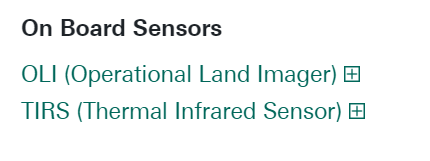 On Board Sensors
OLI (Operational Land Imager)
TIRS (Thermal Infrared Sensor)